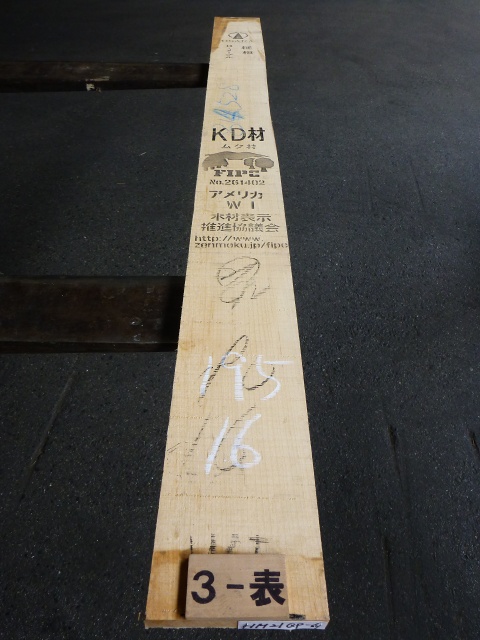 KD材
ムク材
FIPC
No.261402
アメリカ
WI
木材表示
推進協議会
http://www.
zenmoku.jp/fipc
195
16
3-表